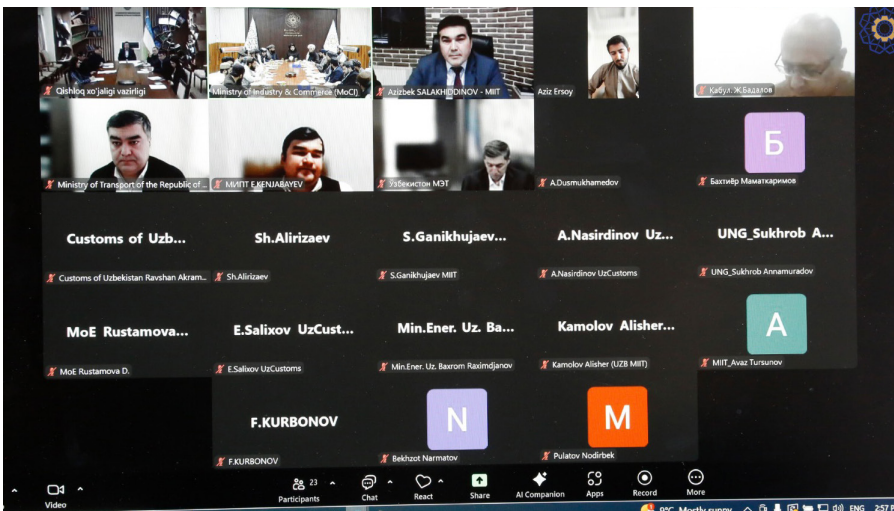 Qishloq xo'jaligi vazirligi
Ministry of Industry & Commerce (MoCI)
Azizbek SALAKHIDDINOV - MIIT
Aziz Ersoy
Кабул. Ж.Бадалов
Ministry of Transport of the Republic of ...
МИПТ E.KENJABAYEV
Узбекистон МЭТ
A.Dusmukhamedov
Б
Бахтиёр Маматкаримов
Customs of Uzb...
Customs of Uzbekistan Ravshan Akram...
Sh.Alirizaev
Sh.Alirizaev
S.Ganikhujaev...
S.Ganikhujaev MIIT
A.Nasirdinov Uz...
A.Nasirdinov UzCustoms
UNG_Sukhrob A...
UNG_Sukhrob Annamuradov
MoE Rustamova...
MoE Rustamova D.
E.Salixov UzCust...
E.Salixov UzCustoms
Min.Ener. Uz. Ba...
Min.Ener. Uz. Baxrom Raximdjanov
Kamolov Alisher...
Kamolov Alisher (UZB MIIT)
A
MIIT_Avaz Tursunov
F.KURBONOV
F.KURBONOV
N
Bekhzot Narmatov
M
Pulatov Nodirbek
Video
23
Participants
Chat
React
Share
AI Companion
Apps
Record
More
9°C Mostly sunny
ENG
2:57